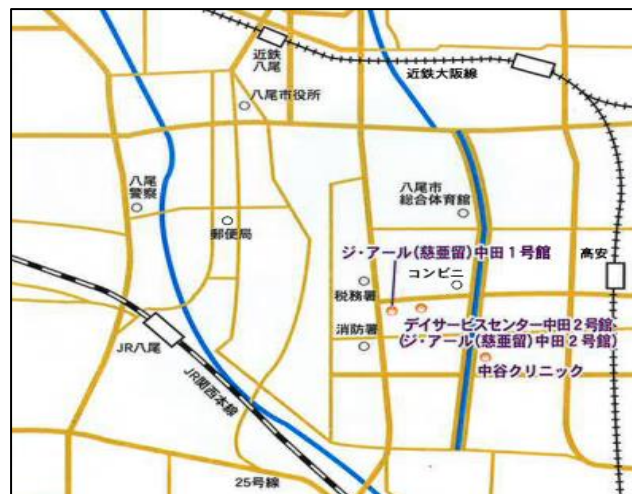 近鉄
八尾
近鉄大阪線
八尾市役所
八尾
警察
八尾市
総合体育館
郵便局
ジ・アール(慈亜留)中田1号館
高安
コンビニ
税務署
デイサービスセンター中田2号館
(ジ・アール(慈亜留)中田2号館)
消防署
JR八尾
中谷クリニック
JR関西本線
25号線